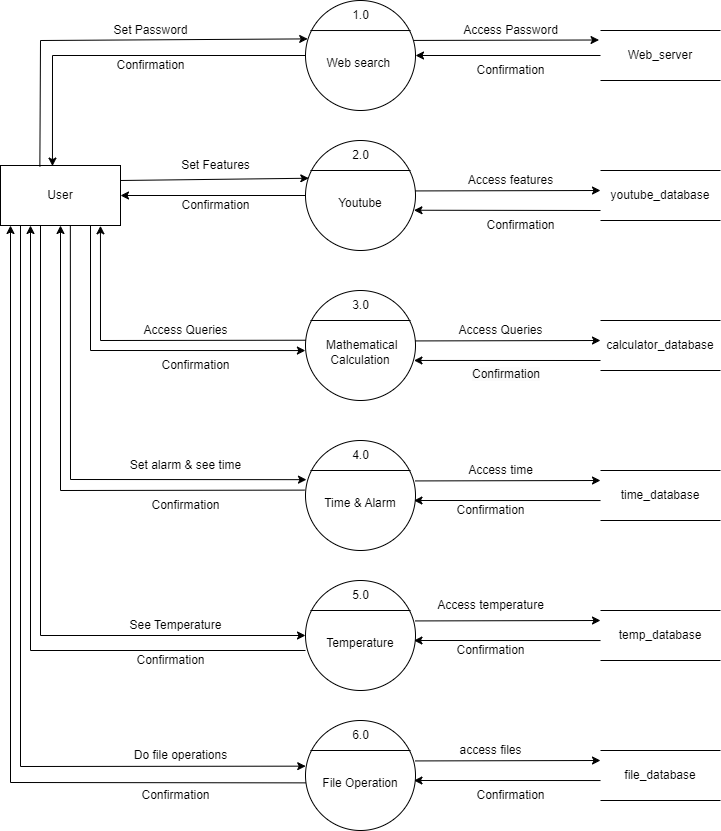 1.0
Set Password
Access Password
Web search
Web_server
Confirmation
Confirmation
2.0
Set Features
Access features
User
Youtube
youtube_database
Confirmation
Confirmation
3.0
Access Queries
Access Queries
Mathematical
Calculation
calculator_database
Confirmation
Confirmation
4.0
Set alarm & see time
Access time
Time & Alarm
time_database
Confirmation
Confirmation
5.0
See Temperature
Access temperature
Temperature
temp_database
Confirmation
Confirmation
6.0
Do file operations
access files
File Operation
file_database
Confirmation
Confirmation